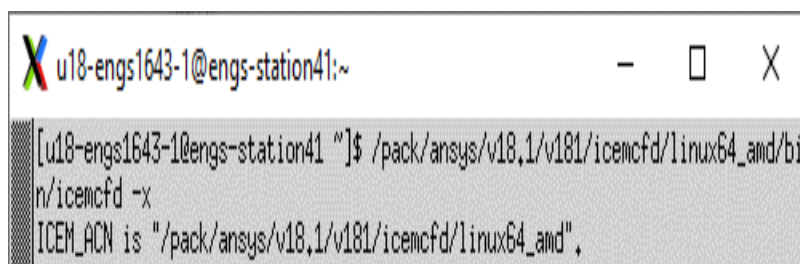 u18-engs1643-1@engs-station41:~
[u18-engs1643-1@engs-station41 ~]$ /pack/ansys/v18.1/v181/icemcfd/linux64_amd/bi
n/icemcfd -x
ICEM_ACN is "/pack/ansys/v18.1/v181/icemcfd/linux64_amd".